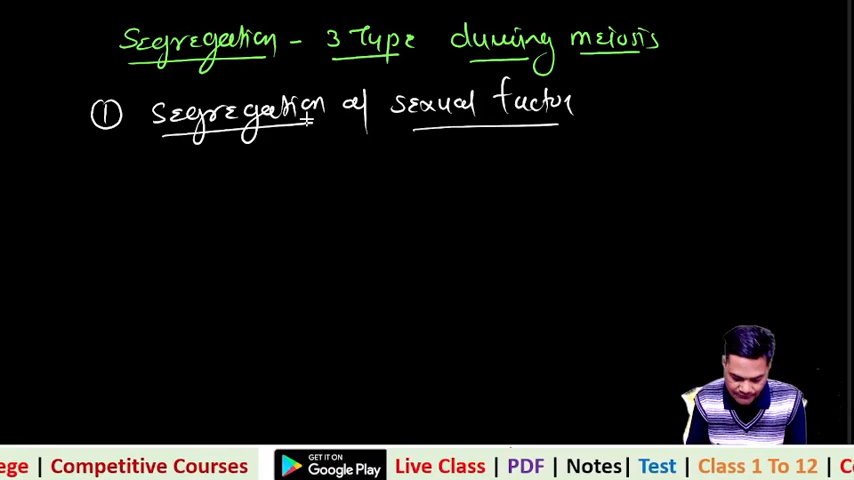 Segregation - 3 Type during meiosis
① Segregation of sexual factor
ege | Competitive Courses GET IT ON Google Play Live Class | PDF | Notes| Test | Class 1 To 12 | C